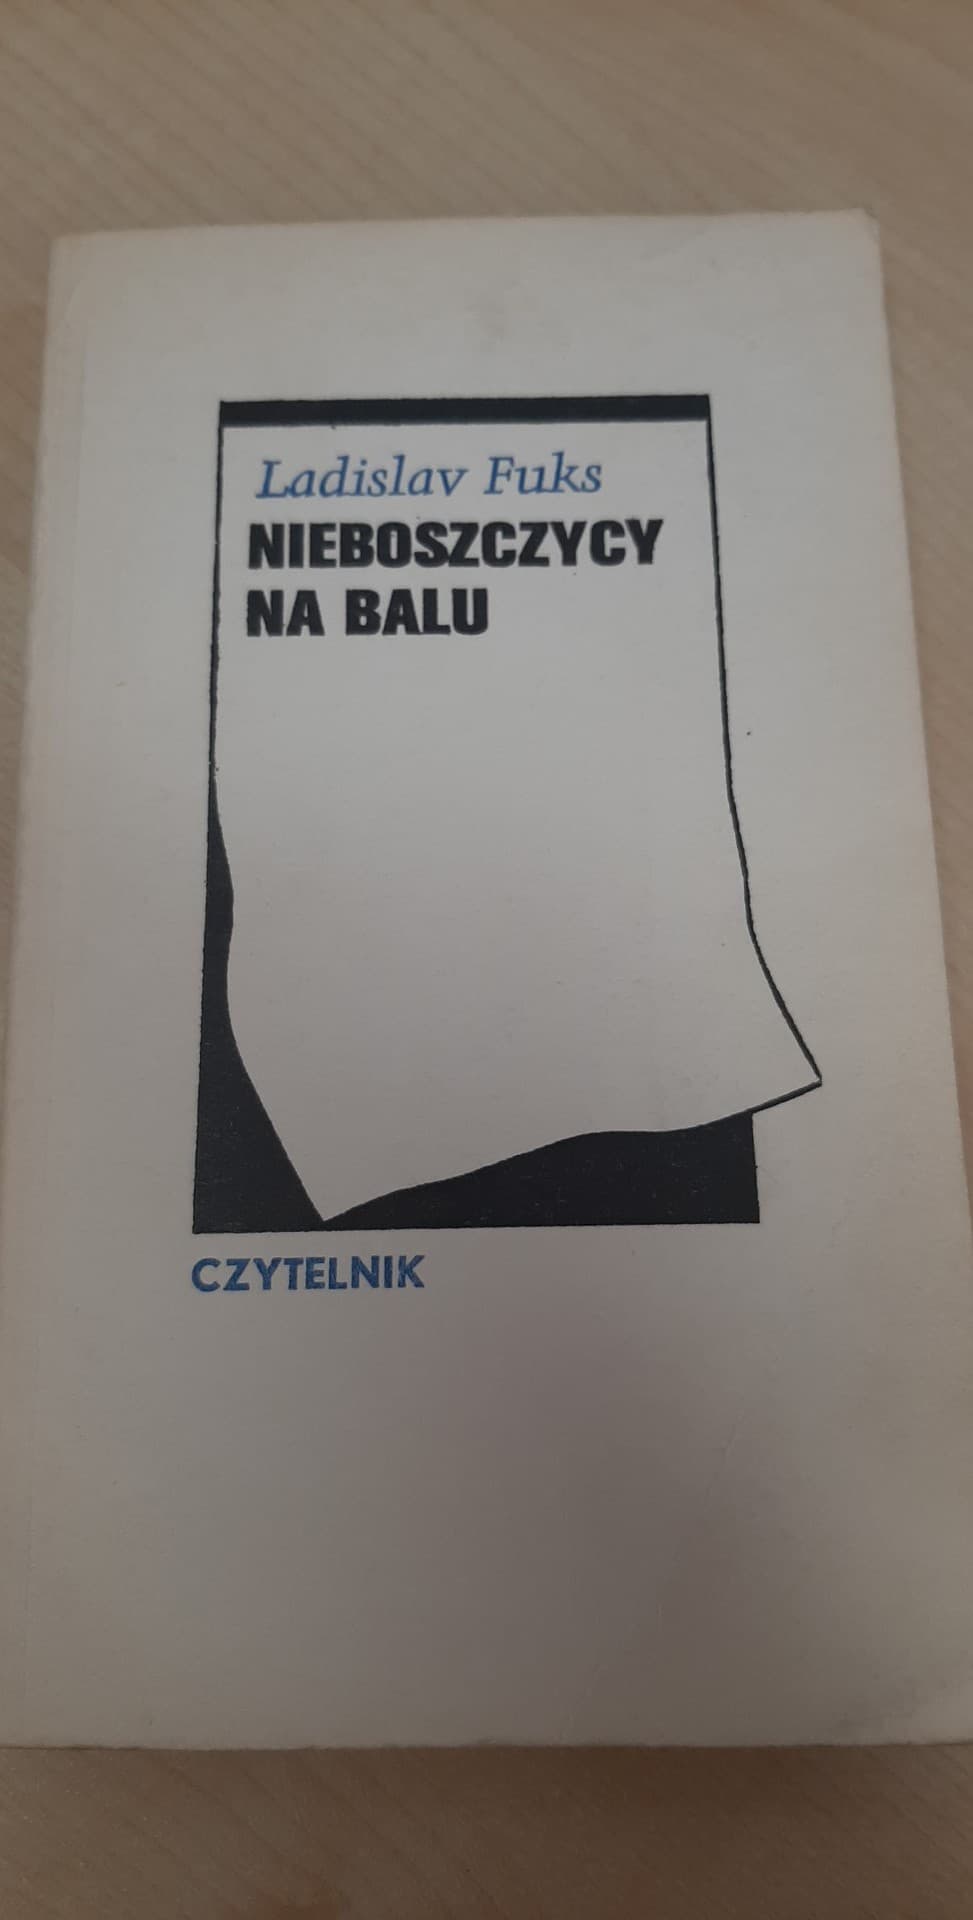 Ladislav Fuks
NIEBOSZCZYCY
NA BALU
CZYTELNIK